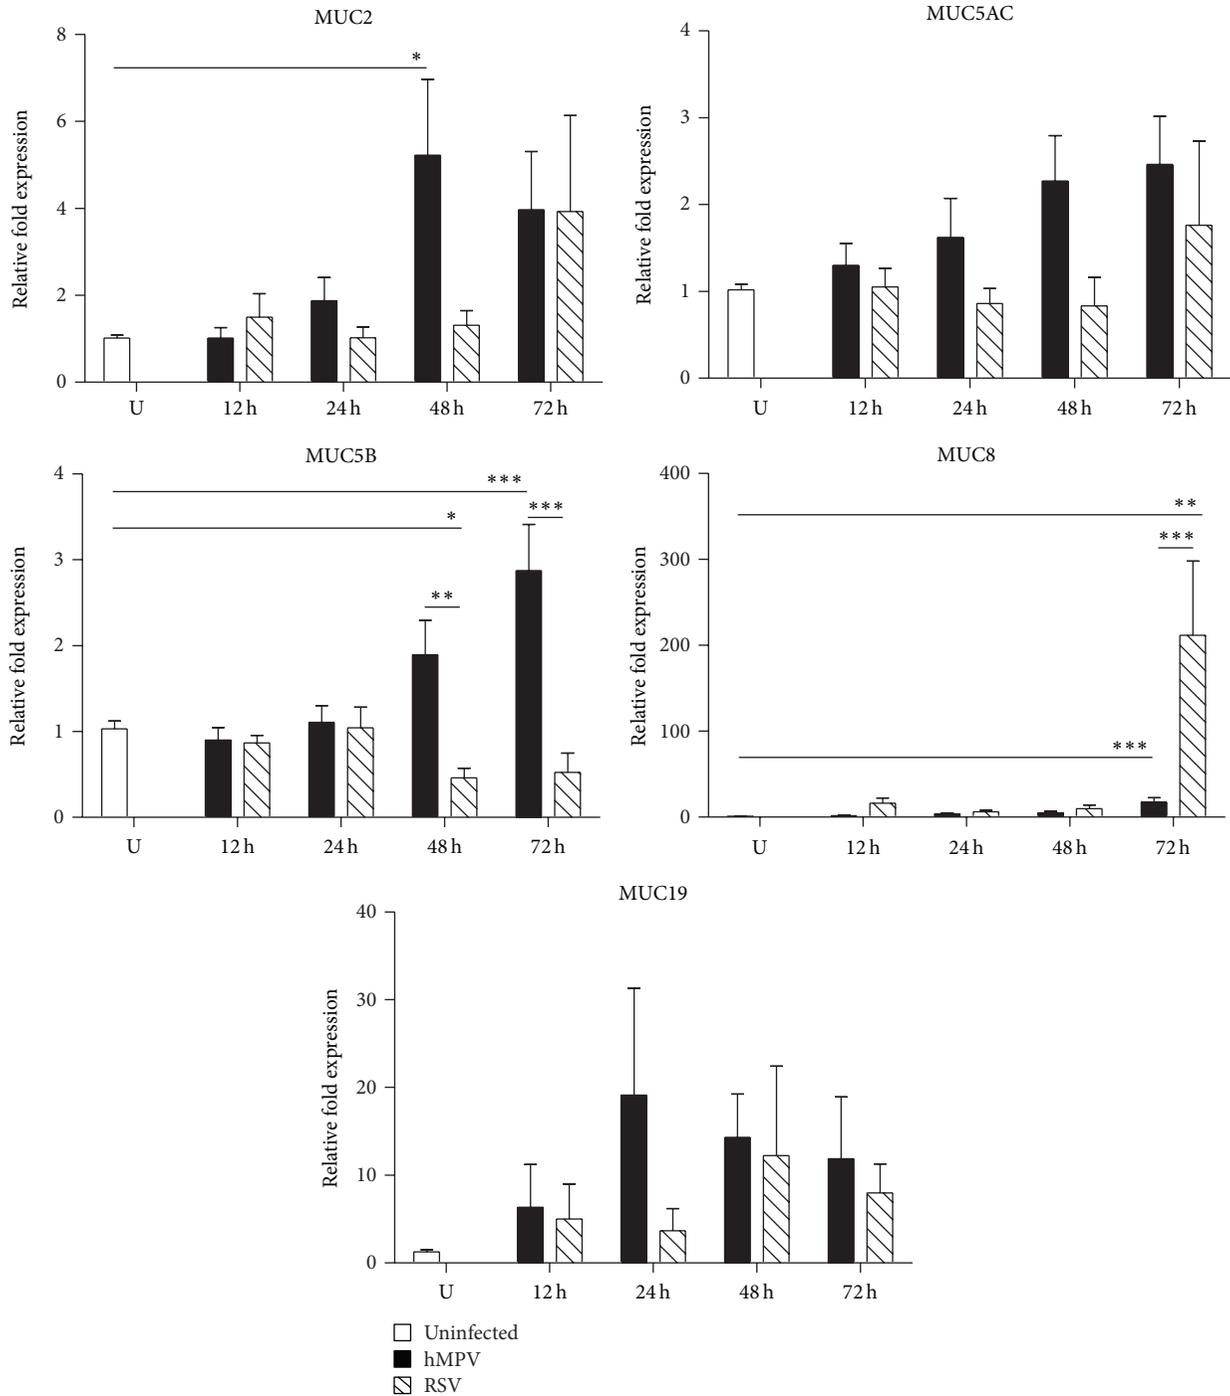 MUC2
Relative fold expression
8
6
4
2
0
*
U 12 h 24 h 48 h 72 h
MUC5AC
Relative fold expression
4
3
2
1
0
U 12 h 24 h 48 h 72 h
MUC5B
Relative fold expression
4
3
2
1
0
***
***
*
**
U 12 h 24 h 48 h 72 h
MUC8
Relative fold expression
400
300
200
100
0
**
***
***
U 12 h 24 h 48 h 72 h
MUC19
Relative fold expression
40
30
20
10
0
U 12 h 24 h 48 h 72 h
Uninfected
hMPV
RSV